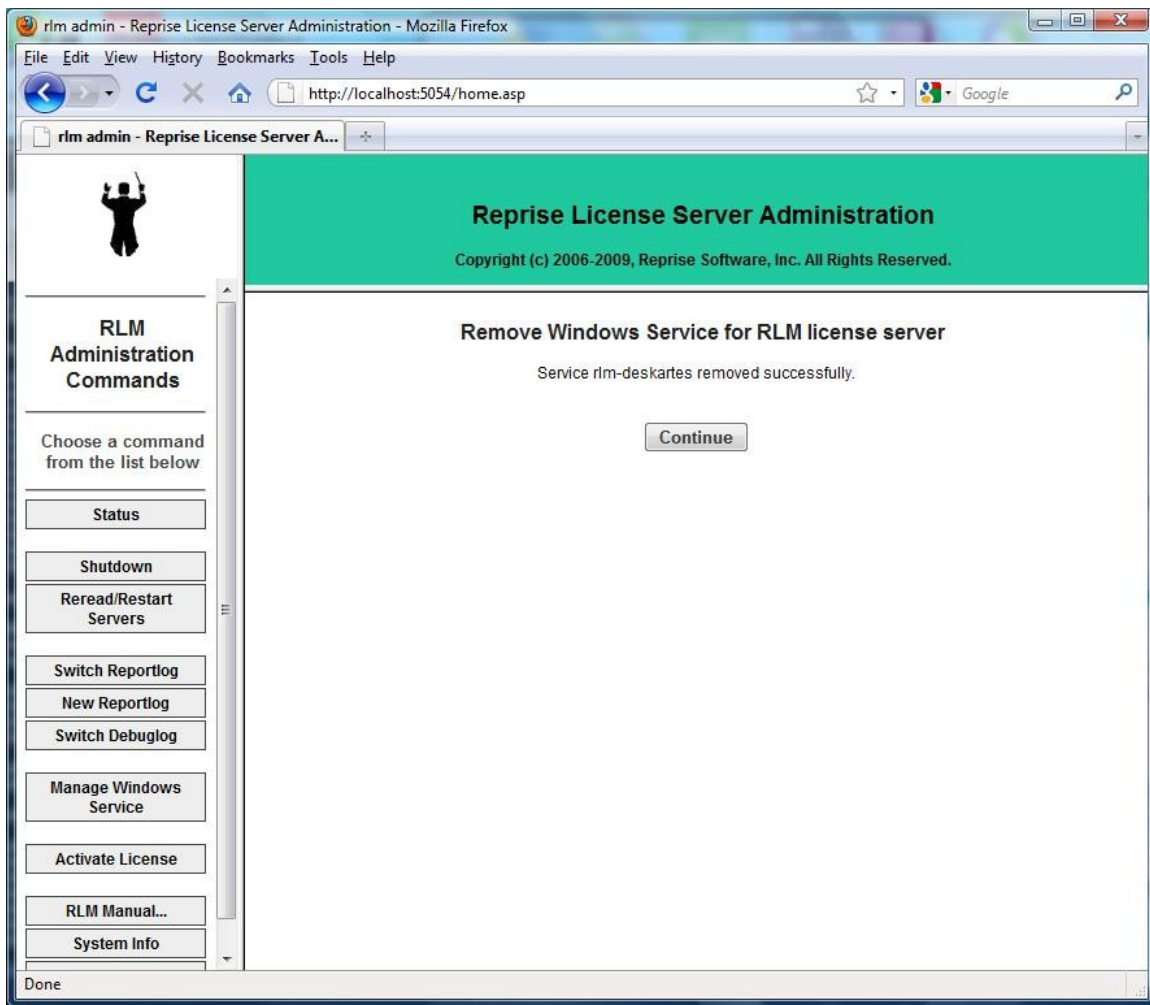 rlm admin - Reprise License Server Administration - Mozilla Firefox
File Edit View History Bookmarks Tools Help
http://localhost:5054/home.asp
Google
rlm admin - Reprise License Server A...
Reprise License Server Administration
Copyright (c) 2006-2009, Reprise Software, Inc. All Rights Reserved.
RLM
Administration
Commands
Choose a command
from the list below
Status
Shutdown
Reread/Restart
Servers
Switch Reportlog
New Reportlog
Switch Debuglog
Manage Windows
Service
Activate License
RLM Manual...
System Info
Remove Windows Service for RLM license server
Service rlm-deskartes removed successfully.
Continue
Done